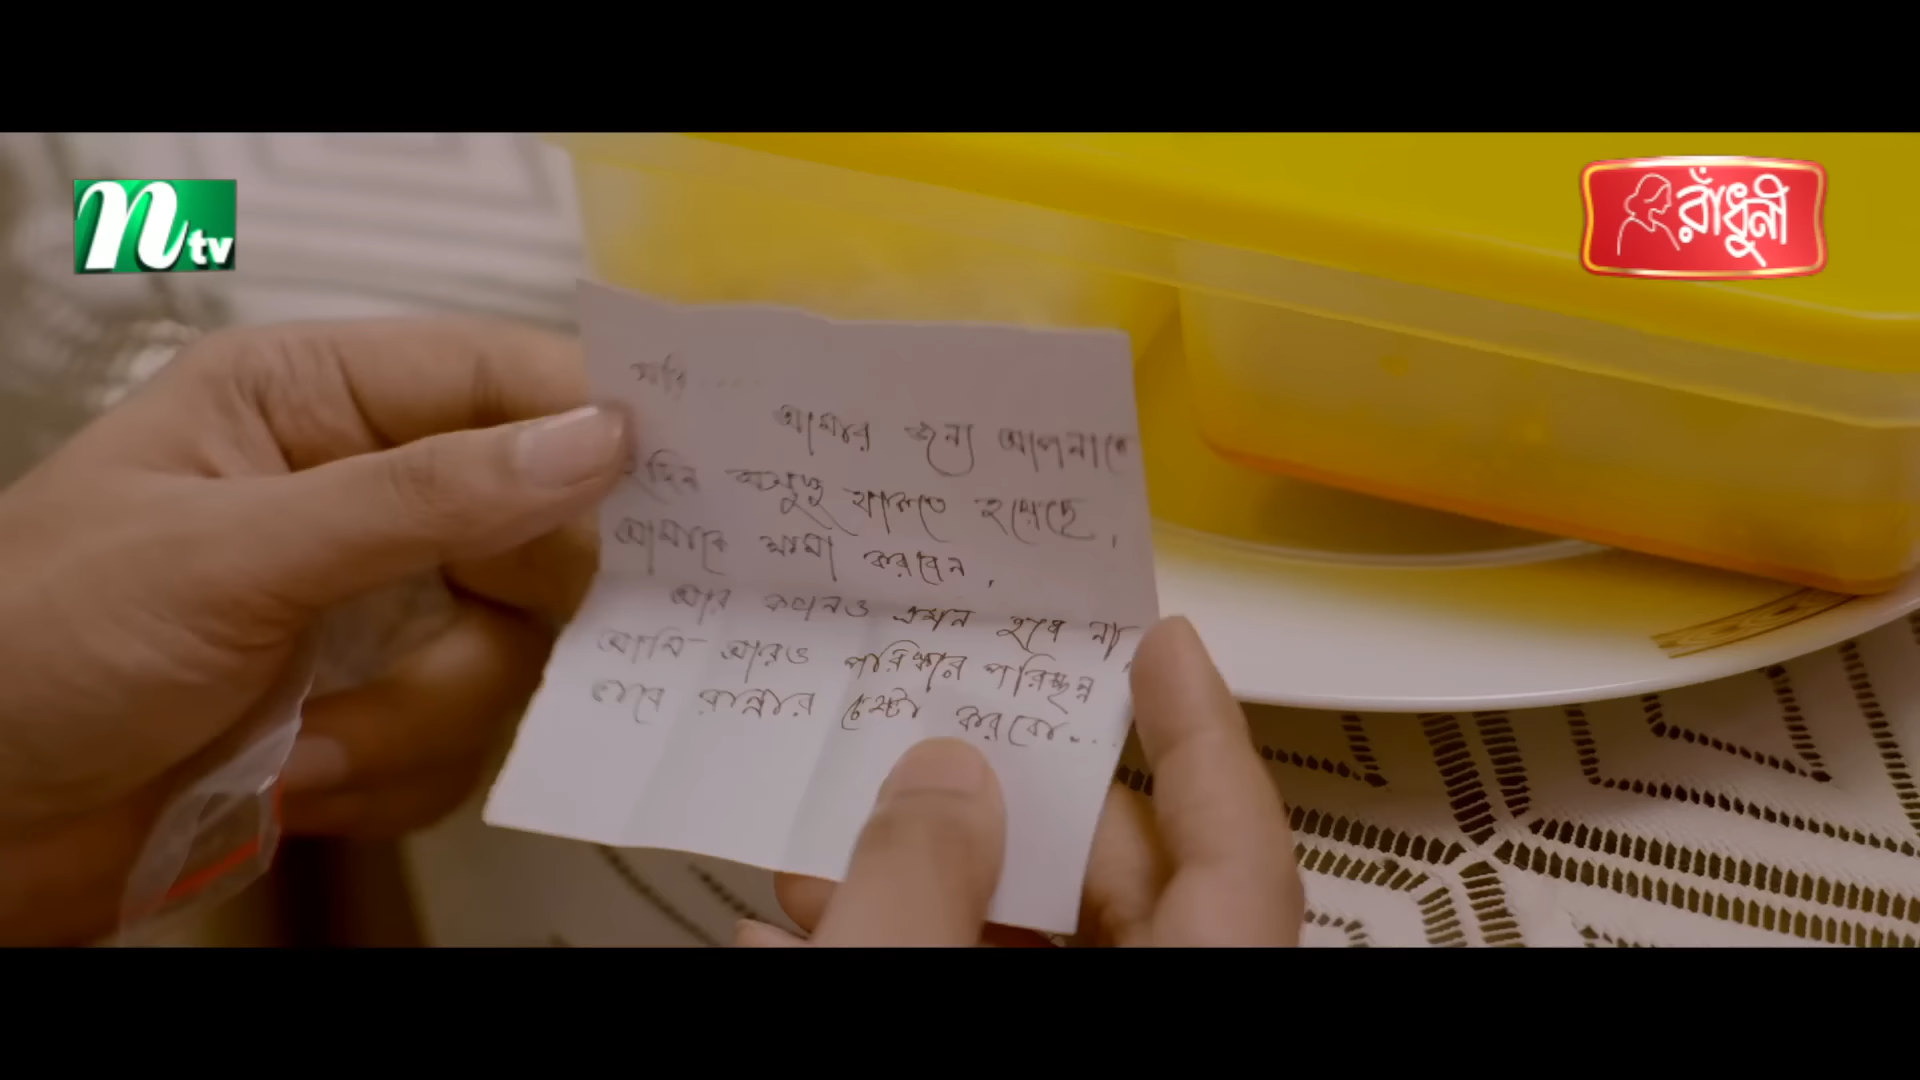 ntv
রাঁধুনী
সরি ....
আমার জন্য আপনাকে
দুদিন অসুস্থ থাকতে হয়েছে,
আমাকে ক্ষমা করবেন,
আর কখনও এমন হবে না,
আমি আরও পরিষ্কার পরিচ্ছন্ন
ভাবে রান্নার চেষ্টা করবো...